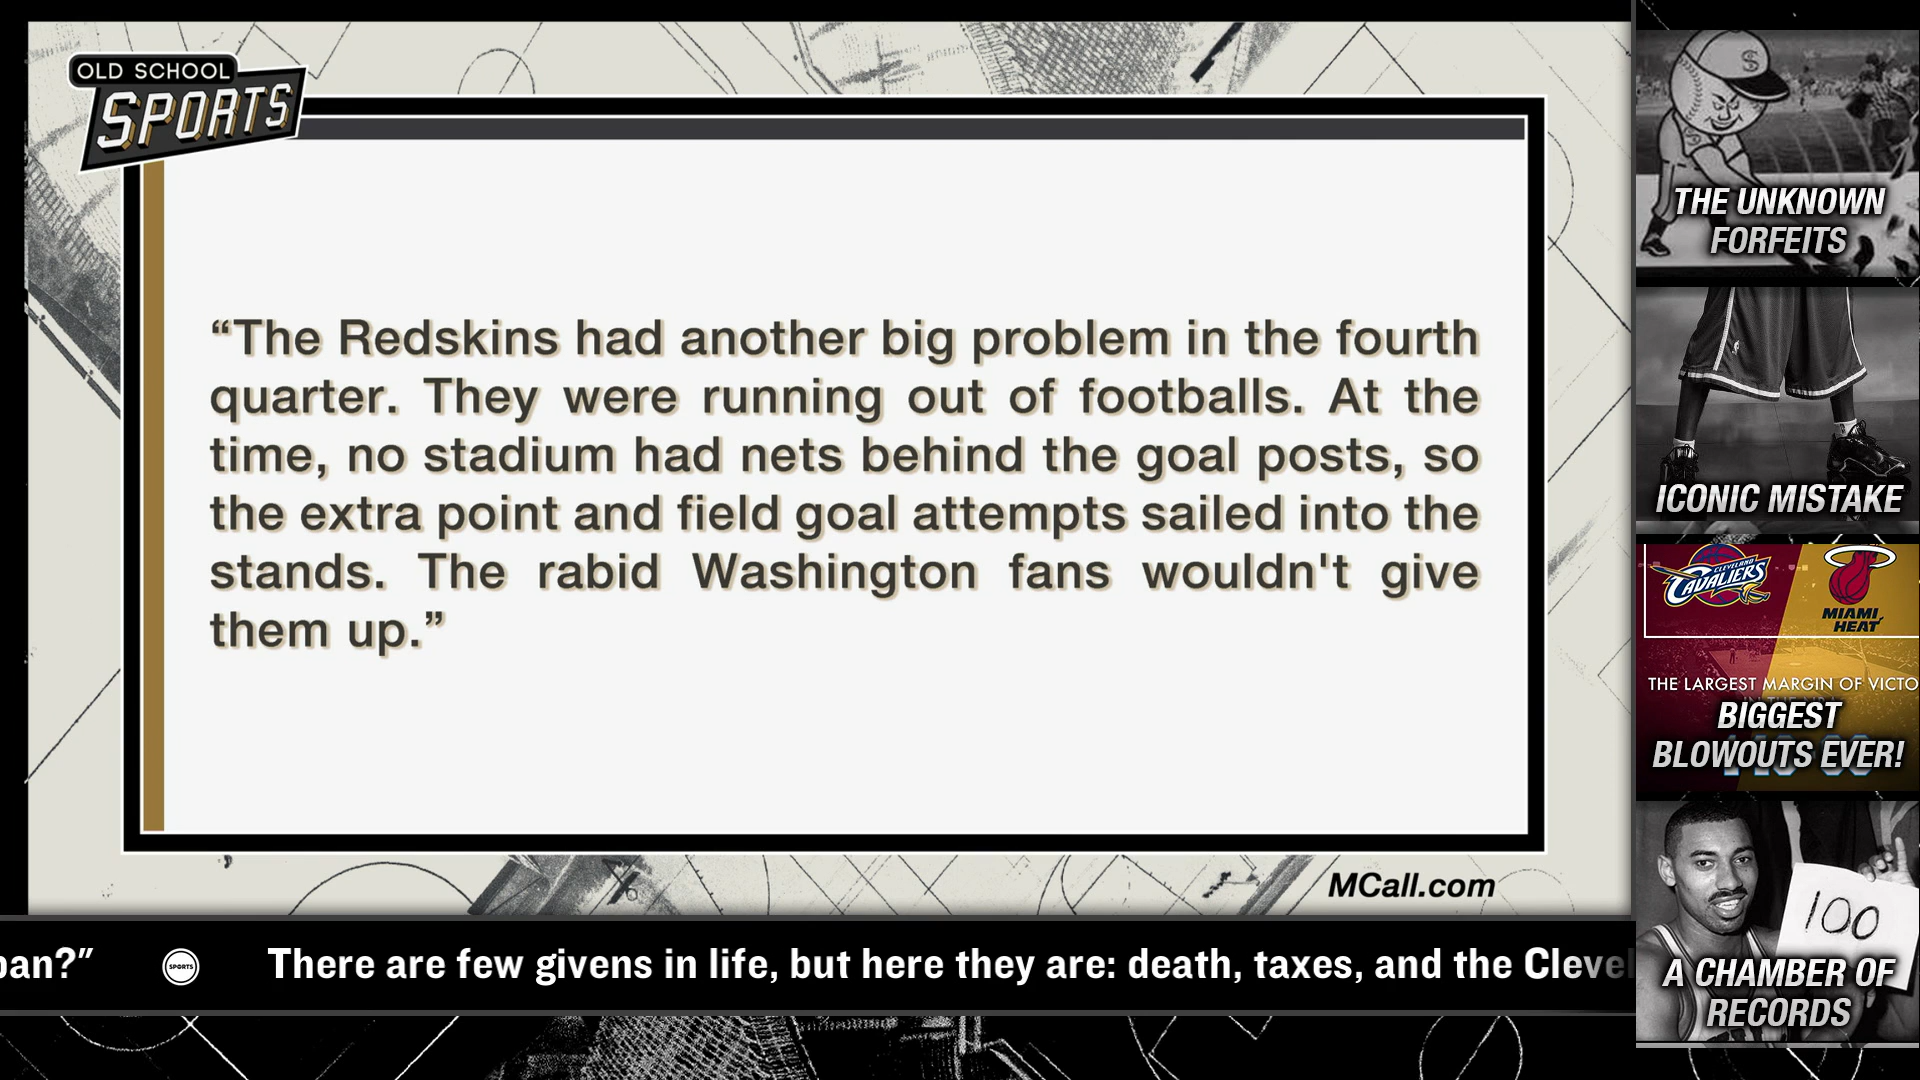 OLD SCHOOL
SPORTS
“The Redskins had another big problem in the fourth
quarter. They were running out of footballs. At the
time, no stadium had nets behind the goal posts, so
the extra point and field goal attempts sailed into the
stands. The rabid Washington fans wouldn't give
them up.”
MCall.com
pan?” SPORTS There are few givens in life, but here they are: death, taxes, and the Clevel
S
THE UNKNOWN
FORFEITS
ICONIC MISTAKE
CLEVELAND
CAVALIERS
MIAMI
HEAT
THE LARGEST MARGIN OF VICTO
BIGGEST
BLOWOUTS EVER!
100
A CHAMBER OF
RECORDS